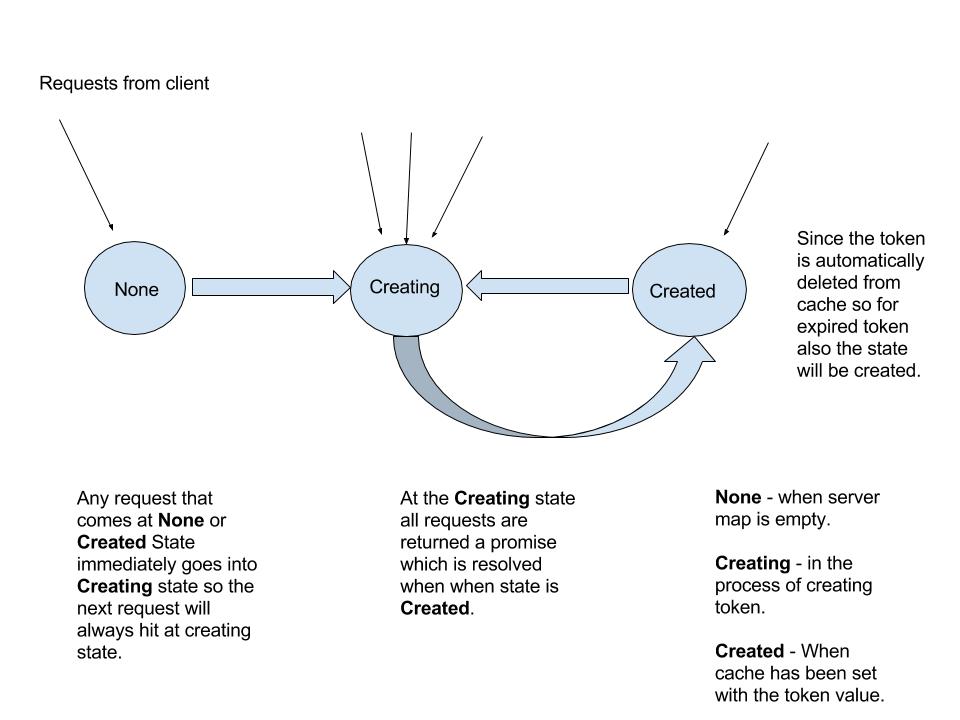 Requests from client
None
Creating
Created
Since the token
is automatically
deleted from
cache so for
expired token
also the state
will be created.
Any request that
comes at None or
Created State
immediately goes into
Creating state so the
next request will
always hit at creating
state.
At the Creating state
all requests are
returned a promise
which is resolved
when when state is
Created.
None - when server
map is empty.
Creating - in the
process of creating
token.
Created - When
cache has been set
with the token value.